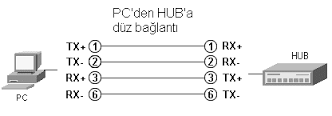 PC'den HUB'a
düz bağlantı
TX+ 1 1 RX+
TX- 2 2 RX-
RX+ 3 3 TX+
RX- 6 6 TX-
PC
HUB